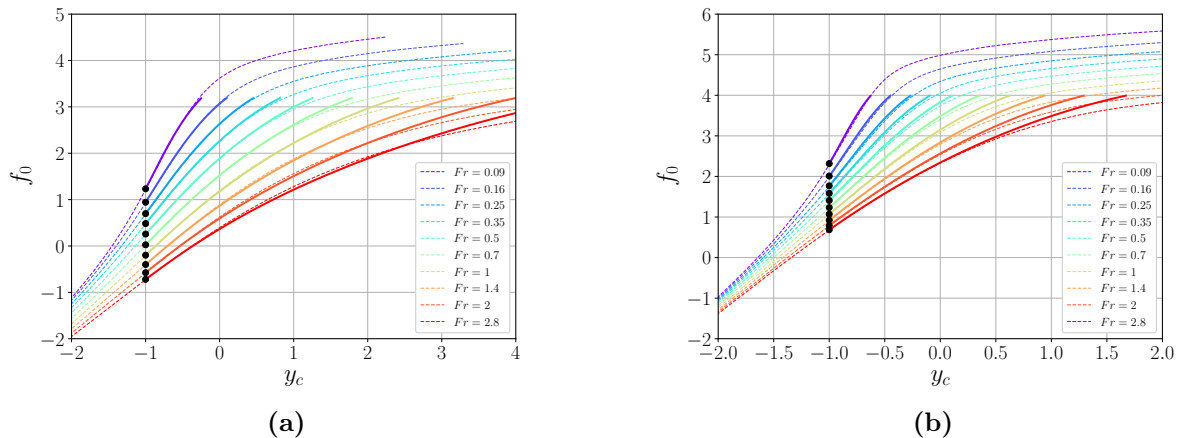 5
4
3
2
1
0
−1
−2
f₀
−2 −1 0 1 2 3 4
y_c
Fr = 0.09
Fr = 0.16
Fr = 0.25
Fr = 0.35
Fr = 0.5
Fr = 0.7
Fr = 1
Fr = 1.4
Fr = 2
Fr = 2.8
(a)
6
5
4
3
2
1
0
−1
−2
f₀
−2.0 −1.5 −1.0 −0.5 0.0 0.5 1.0 1.5 2.0
y_c
Fr = 0.09
Fr = 0.16
Fr = 0.25
Fr = 0.35
Fr = 0.5
Fr = 0.7
Fr = 1
Fr = 1.4
Fr = 2
Fr = 2.8
(b)